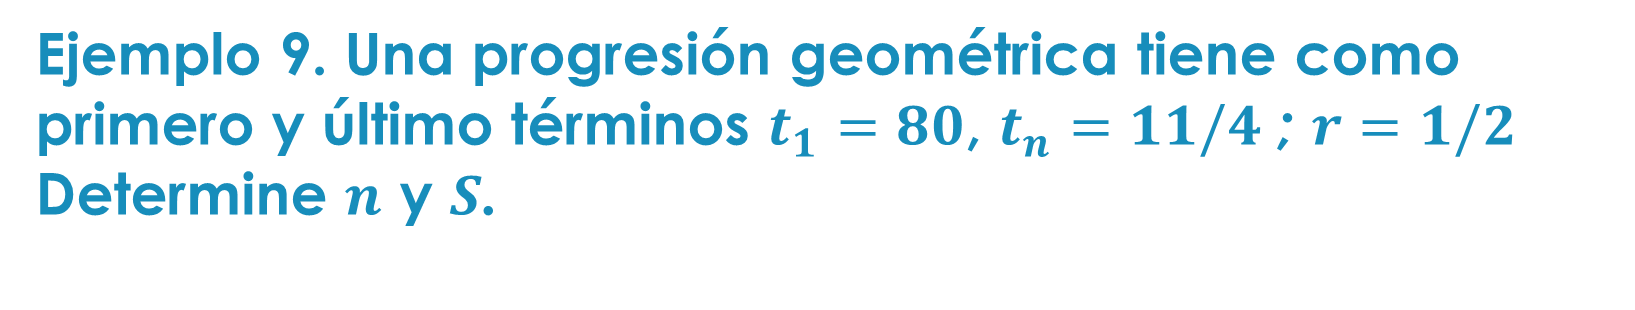 Ejemplo 9. Una progresión geométrica tiene como
primero y último términos t₁ = 80, tₙ = 11/4 ; r = 1/2
Determine n y S.